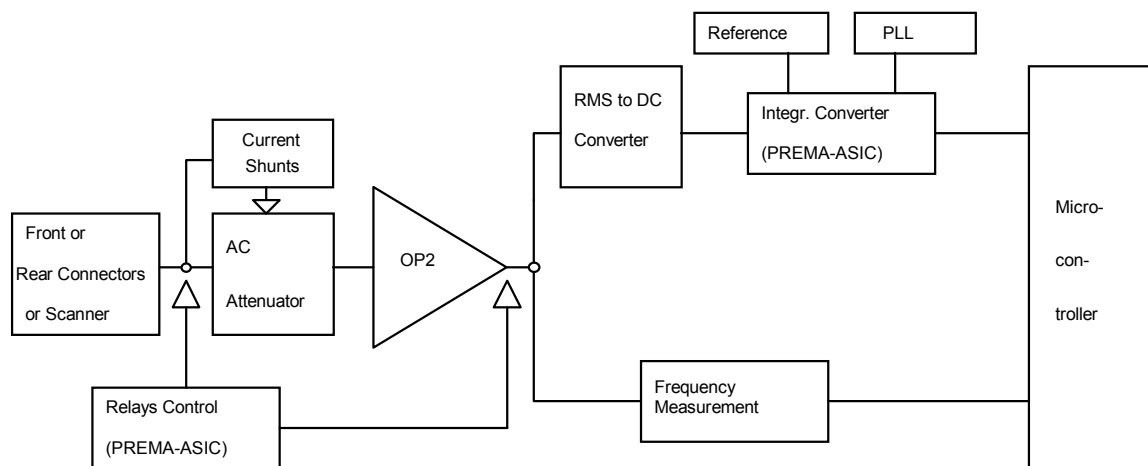 Reference
PLL
RMS to DC
Converter
Integr. Converter
(PREMA-ASIC)
Current
Shunts
Front or
Rear Connectors
or Scanner
AC
Attenuator
OP2
Micro-
con-
troller
Relays Control
(PREMA-ASIC)
Frequency
Measurement